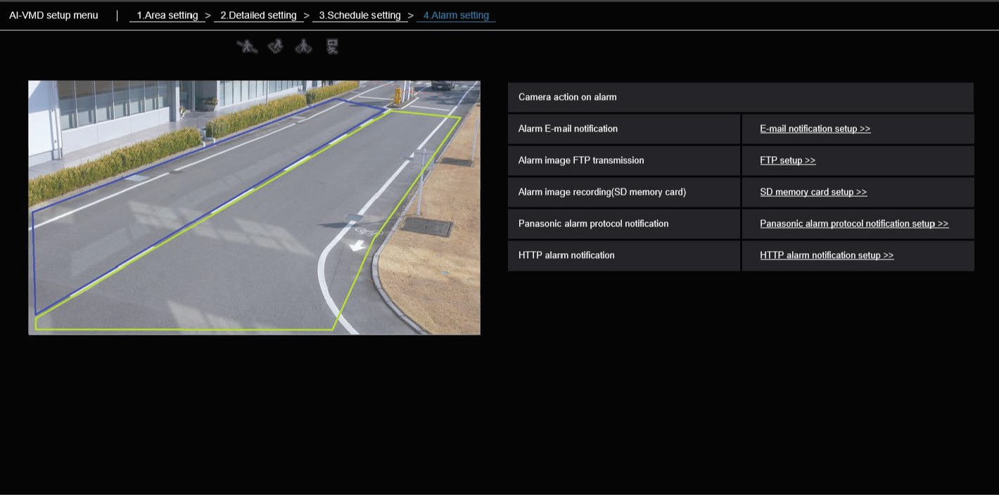 AI-VMD setup menu | 1.Area setting > 2.Detailed setting > 3.Schedule setting > 4.Alarm setting
Camera action on alarm
Alarm E-mail notification E-mail notification setup >>
Alarm image FTP transmission FTP setup >>
Alarm image recording(SD memory card) SD memory card setup >>
Panasonic alarm protocol notification Panasonic alarm protocol notification setup >>
HTTP alarm notification HTTP alarm notification setup >>